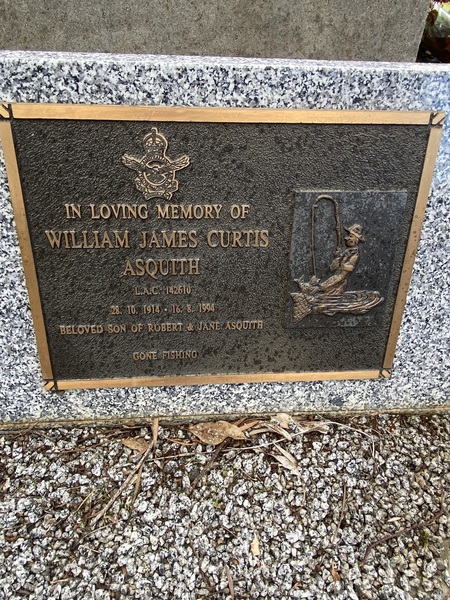 IN LOVING MEMORY OF
WILLIAM JAMES CURTIS
ASQUITH
L.A.C. 142610
28. 10. 1914 • 16. 8. 1994
BELOVED SON OF ROBERT & JANE ASQUITH
GONE FISHING